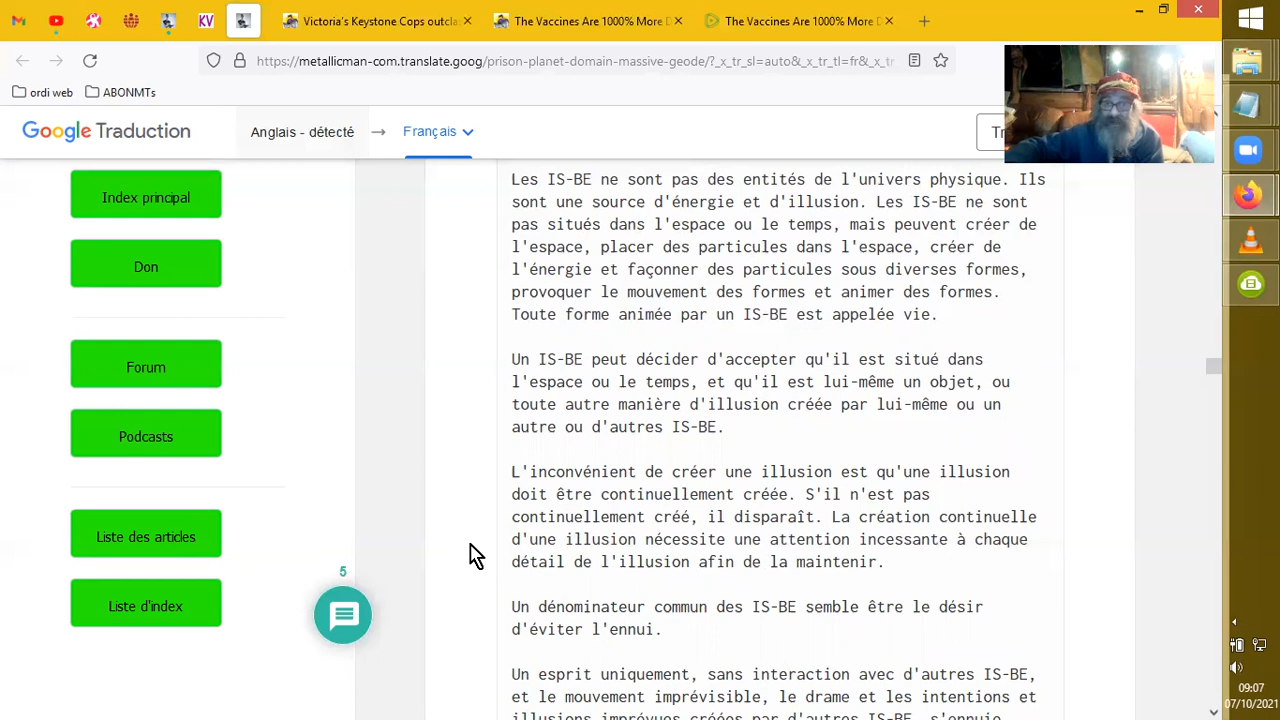 Victoria's Keystone Cops outcla
The Vaccines Are 1000% More D
The Vaccines Are 1000% More D
KV
https://metallicman-com.translate.goog/prison-planet-domain-massive-geode/?_x_tr_sl=auto&_x_tr_tl=fr&_x_
ordi web
ABONMTs
Google Traduction
Anglais - détecté
Français
Index principal
Don
Forum
Podcasts
Liste des articles
Liste d'index
5
Les IS-BE ne sont pas des entités de l'univers physique. Ils
sont une source d'énergie et d'illusion. Les IS-BE ne sont
pas situés dans l'espace ou le temps, mais peuvent créer de
l'espace, placer des particules dans l'espace, créer de
l'énergie et façonner des particules sous diverses formes,
provoquer le mouvement des formes et animer des formes.
Toute forme animée par un IS-BE est appelée vie.
Un IS-BE peut décider d'accepter qu'il est situé dans
l'espace ou le temps, et qu'il est lui-même un objet, ou
toute autre manière d'illusion créée par lui-même ou un
autre ou d'autres IS-BE.
L'inconvénient de créer une illusion est qu'une illusion
doit être continuellement créée. S'il n'est pas
continuellement créé, il disparaît. La création continuelle
d'une illusion nécessite une attention incessante à chaque
détail de l'illusion afin de la maintenir.
Un dénominateur commun des IS-BE semble être le désir
d'éviter l'ennui.
Un esprit uniquement, sans interaction avec d'autres IS-BE,
et le mouvement imprévisible, le drame et les intentions et
illusions imprévues créées par d'autres IS-BE, s'ennuie
09:07
07/10/2021